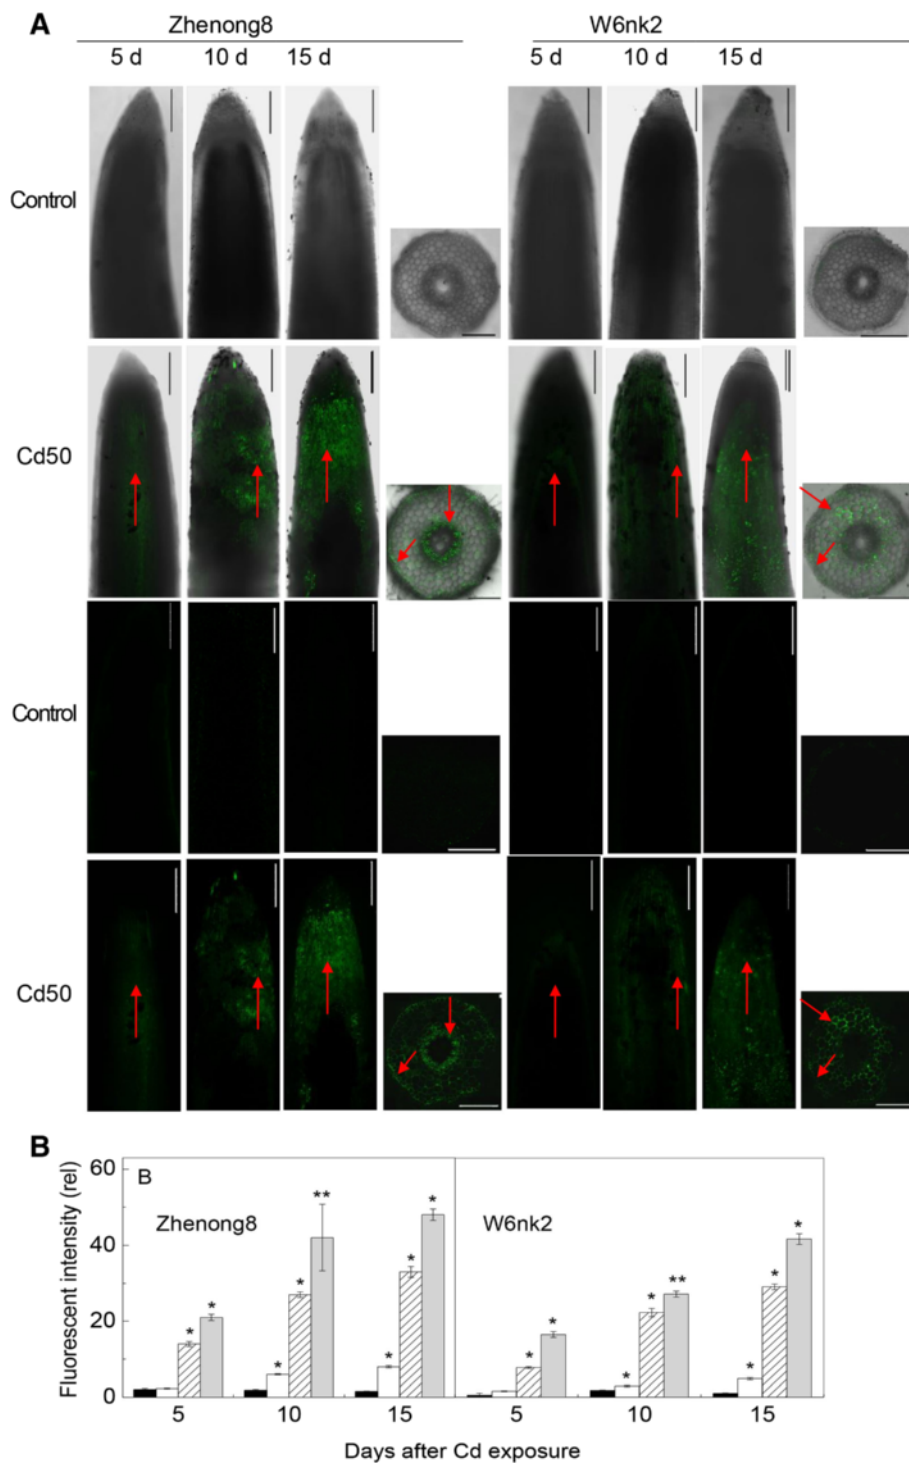 A
Zhenong8 W6nk2
5 d 10 d 15 d 5 d 10 d 15 d
Control
Cd50
Control
Cd50
B
B
Fluorescent intensity (rel)
60
40
20
0
Zhenong8 W6nk2
* * * * ** * * * * * * * ** * * *
5 10 15 5 10 15
Days after Cd exposure